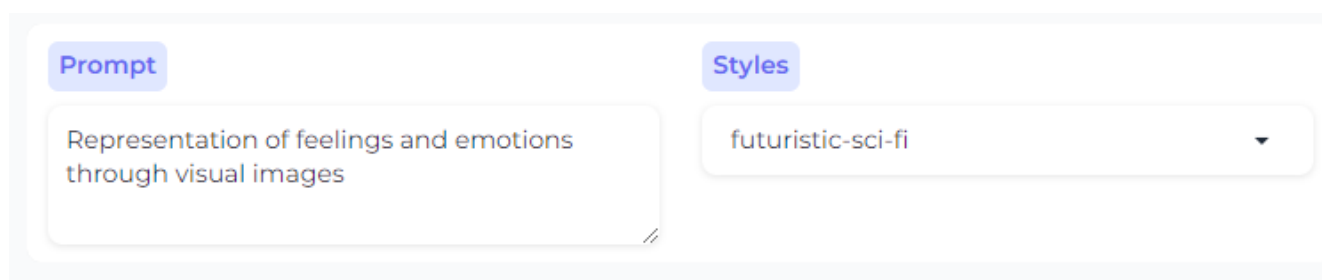 Prompt
Styles
Representation of feelings and emotions
through visual images
futuristic-sci-fi